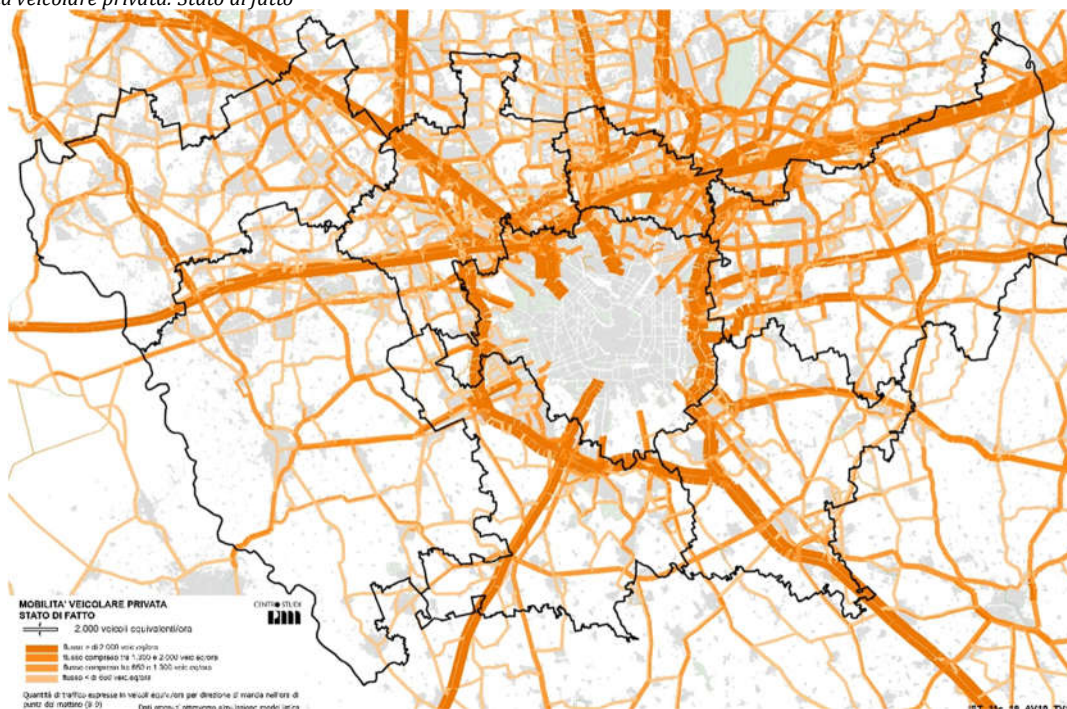 a veicolare privata. Stato di fatto
MOBILITA' VEICOLARE PRIVATA
STATO DI FATTO
CENTRO STUDI
PIM
2.000 veicoli equivalenti/ora
flusso > di 2.000 veic.eq/ora
flusso compreso tra 1.300 e 2.000 veic.eq/ora
flusso compreso tra 650 e 1.300 veic.eq/ora
flusso < di 650 veic.eq/ora
Quantità di traffico espresse in veicoli equiv./ora per direzione di marcia nell'ora di
punta del mattino